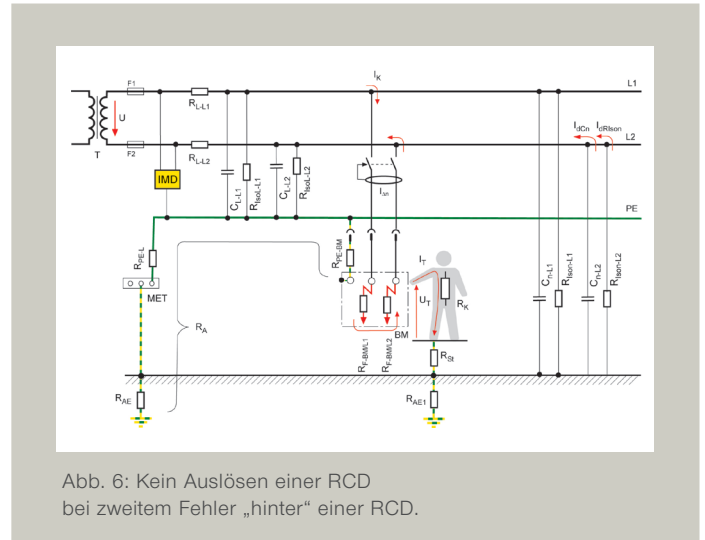 F1
R_L-L1
I_K
L1
U
I_dCn
I_dRIson
T
F2
R_L-L2
L2
IMD
C_L-L1
R_IsoL-L1
C_L-L2
R_IsoL-L2
I_Δn
PE
R_PE-L
R_PE-BM
I_T
MET
U_T
R_K
C_n-L1
R_Ison-L1
C_n-L2
R_Ison-L2
R_A
BM
R_F-BM/L1
R_F-BM/L2
R_St
R_AE
R_AE1
Abb. 6: Kein Auslösen einer RCD
bei zweitem Fehler „hinter“ einer RCD.